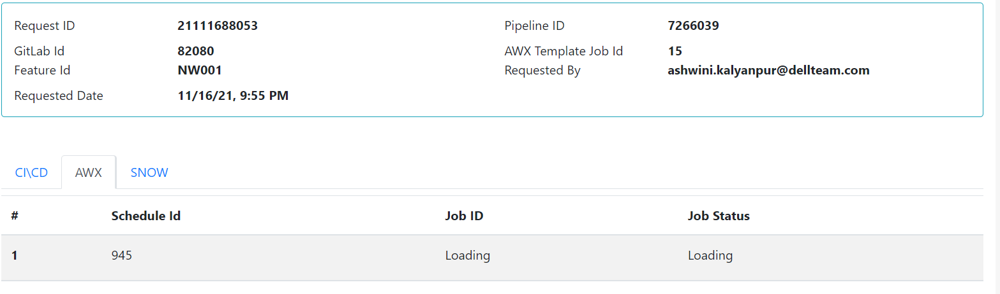 Request ID 21111688053 Pipeline ID 7266039
GitLab Id 82080 AWX Template Job Id 15
Feature Id NW001 Requested By ashwini.kalyanpur@dellteam.com
Requested Date 11/16/21, 9:55 PM
CI\CD AWX SNOW
# Schedule Id Job ID Job Status
1 945 Loading Loading